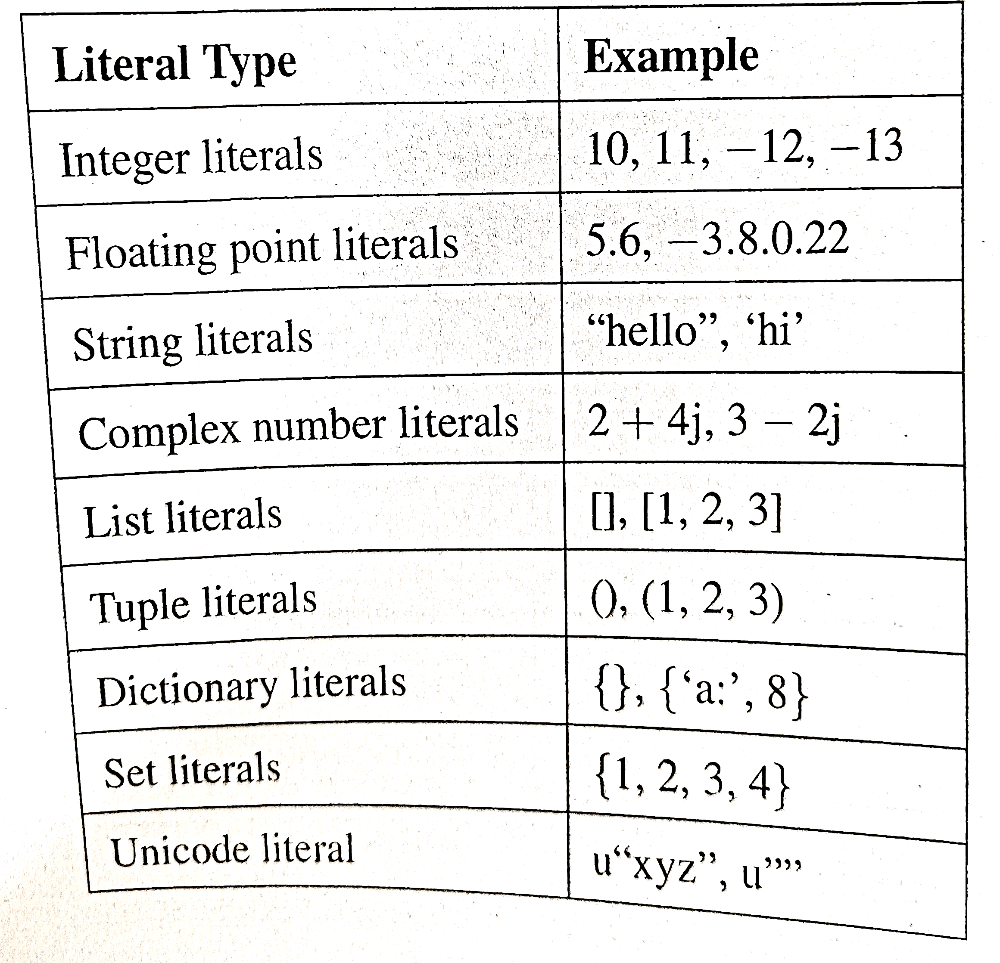 Literal Type Example
Integer literals 10, 11, −12, −13
Floating point literals 5.6, −3.8.0.22
String literals “hello”, ‘hi’
Complex number literals 2 + 4j, 3 − 2j
List literals [], [1, 2, 3]
Tuple literals (), (1, 2, 3)
Dictionary literals {}, {‘a:’, 8}
Set literals {1, 2, 3, 4}
Unicode literal u“xyz”, u””